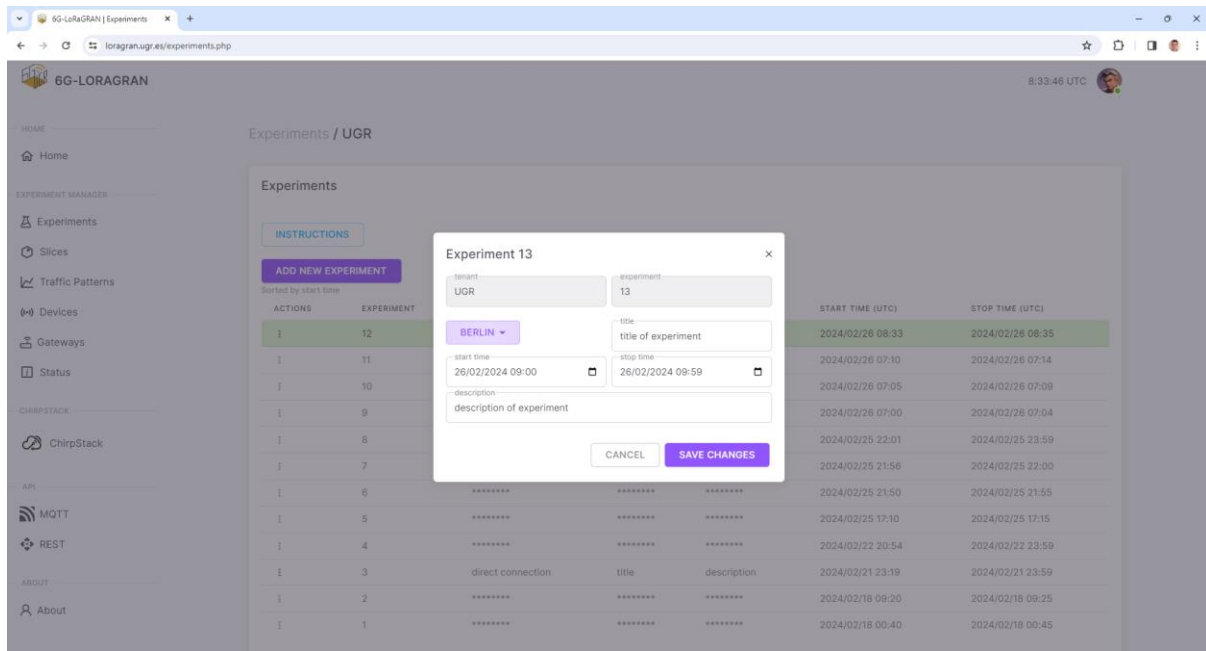 6G-LoRaGRAN | Experiments
loragran.ugr.es/experiments.php
6G-LORAGRAN
8:33:46 UTC
HOME
Home
EXPERIMENT MANAGER
Experiments
Slices
Traffic Patterns
Devices
Gateways
Status
CHIRPSTACK
ChirpStack
API
MQTT
REST
ABOUT
About
Experiments / UGR
Experiments
INSTRUCTIONS
ADD NEW EXPERIMENT
Sorted by start time
ACTIONS EXPERIMENT START TIME (UTC) STOP TIME (UTC)
12 2024/02/26 08:33 2024/02/26 08:35
11 2024/02/26 07:10 2024/02/26 07:14
10 2024/02/26 07:05 2024/02/26 07:09
9 2024/02/26 07:00 2024/02/26 07:04
8 2024/02/25 22:01 2024/02/25 23:59
7 2024/02/25 21:56 2024/02/25 22:00
6 ******** ******** ******** 2024/02/25 21:50 2024/02/25 21:55
5 ******** ******** ******** 2024/02/25 17:10 2024/02/25 17:15
4 ******** ******** ******** 2024/02/22 20:54 2024/02/22 23:59
3 direct connection title description 2024/02/21 23:19 2024/02/21 23:59
2 ******** ******** ******** 2024/02/18 09:20 2024/02/18 09:25
1 ******** ******** ******** 2024/02/18 00:40 2024/02/18 00:45
Experiment 13
tenant experiment
UGR 13
title
BERLIN title of experiment
start time stop time
26/02/2024 09:00 26/02/2024 09:59
description
description of experiment
CANCEL SAVE CHANGES